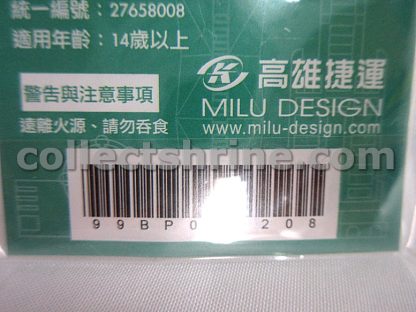 統一編號：27658008
適用年齡：14歲以上
警告與注意事項
遠離火源、請勿吞食
高雄捷運
MILU DESIGN
www.milu-design.com
collectshrine.com